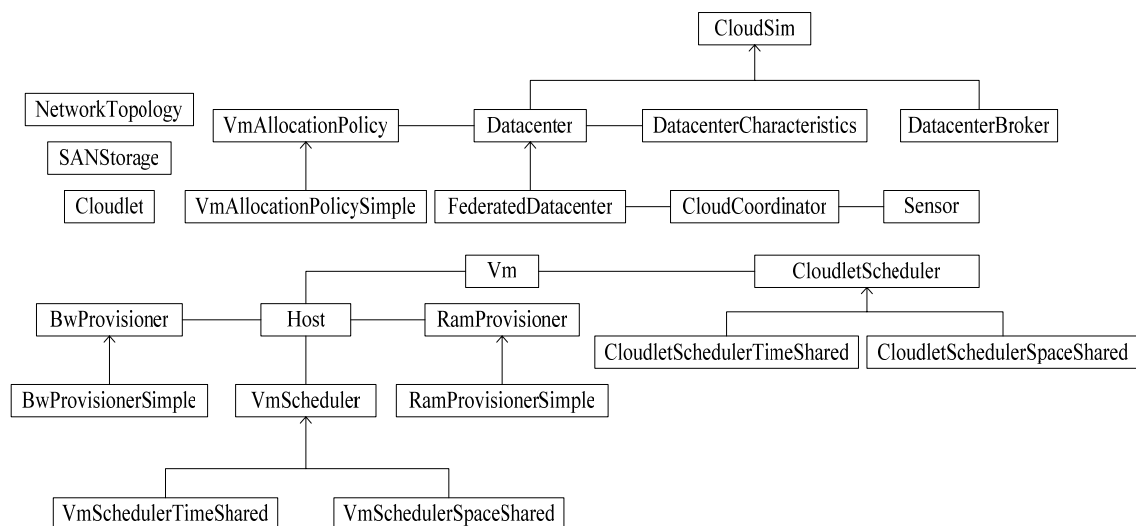 CloudSim
NetworkTopology
VmAllocationPolicy
Datacenter
DatacenterCharacteristics
DatacenterBroker
SANStorage
Cloudlet
VmAllocationPolicySimple
FederatedDatacenter
CloudCoordinator
Sensor
Vm
CloudletScheduler
BwProvisioner
Host
RamProvisioner
CloudletSchedulerTimeShared
CloudletSchedulerSpaceShared
BwProvisionerSimple
VmScheduler
RamProvisionerSimple
VmSchedulerTimeShared
VmSchedulerSpaceShared